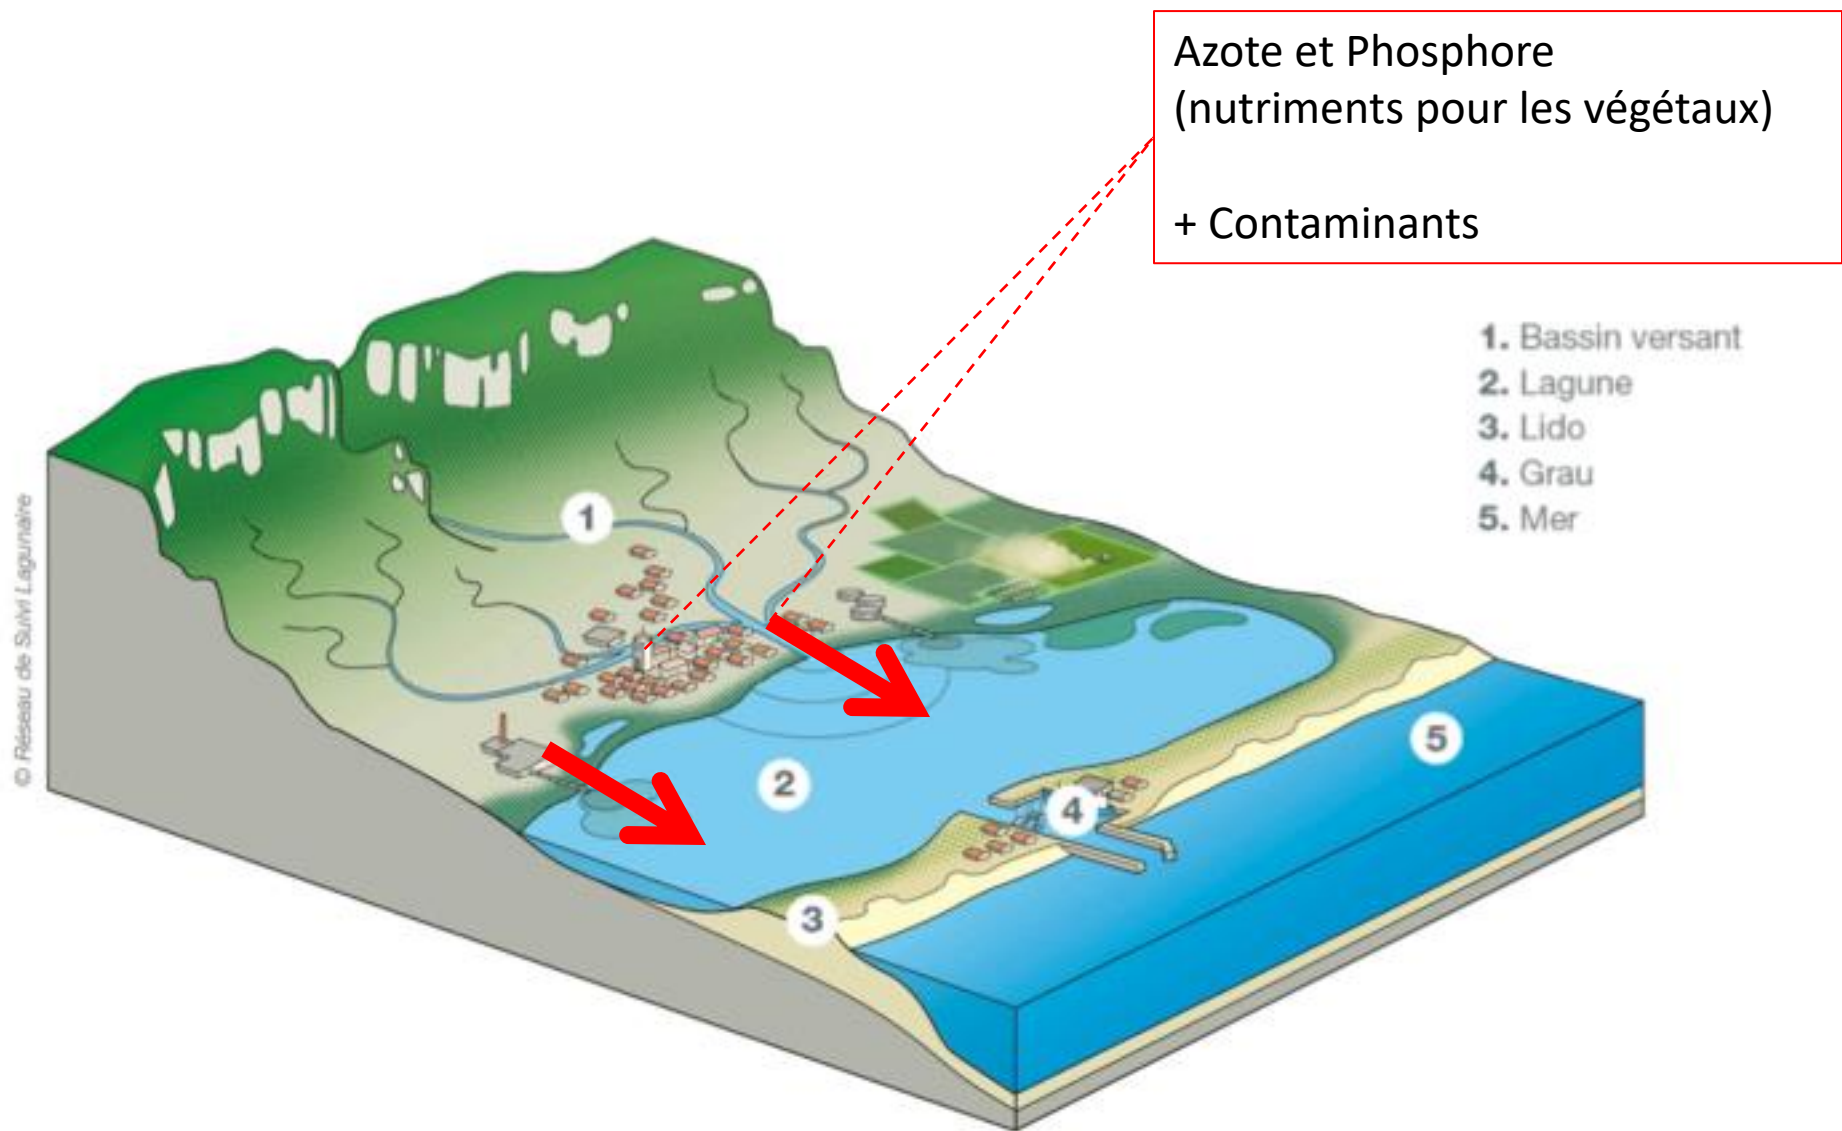 Azote et Phosphore
(nutriments pour les végétaux)
+ Contaminants
1. Bassin versant
2. Lagune
3. Lido
4. Grau
5. Mer
1
2
3
4
5
© Réseau de Suivi Lagunaire